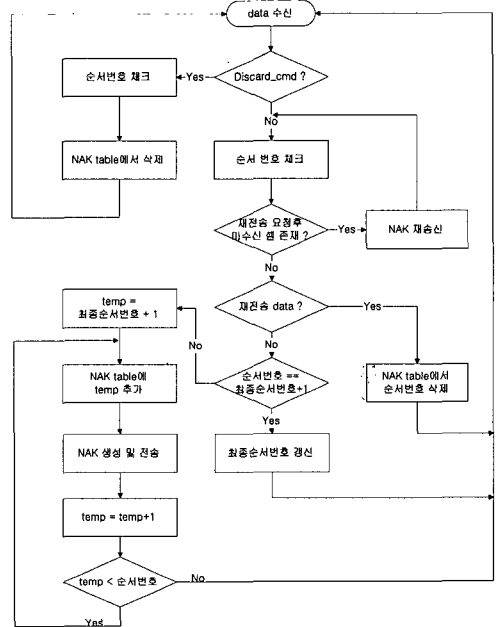 data 수신
Discard_cmd ?
Yes
순서번호 체크
No
NAK table에서 삭제
순서 번호 체크
재전송 요청후
미수신 셀 존재 ?
Yes
NAK 재송신
No
temp =
최종순서번호 + 1
재전송 data ?
Yes
No
No
NAK table에
temp 추가
순서번호 ==
최종순서번호+1
NAK table에서
순서번호 삭제
Yes
NAK 생성 및 전송
최종순서번호 갱신
temp = temp+1
temp < 순서번호
No
Yes